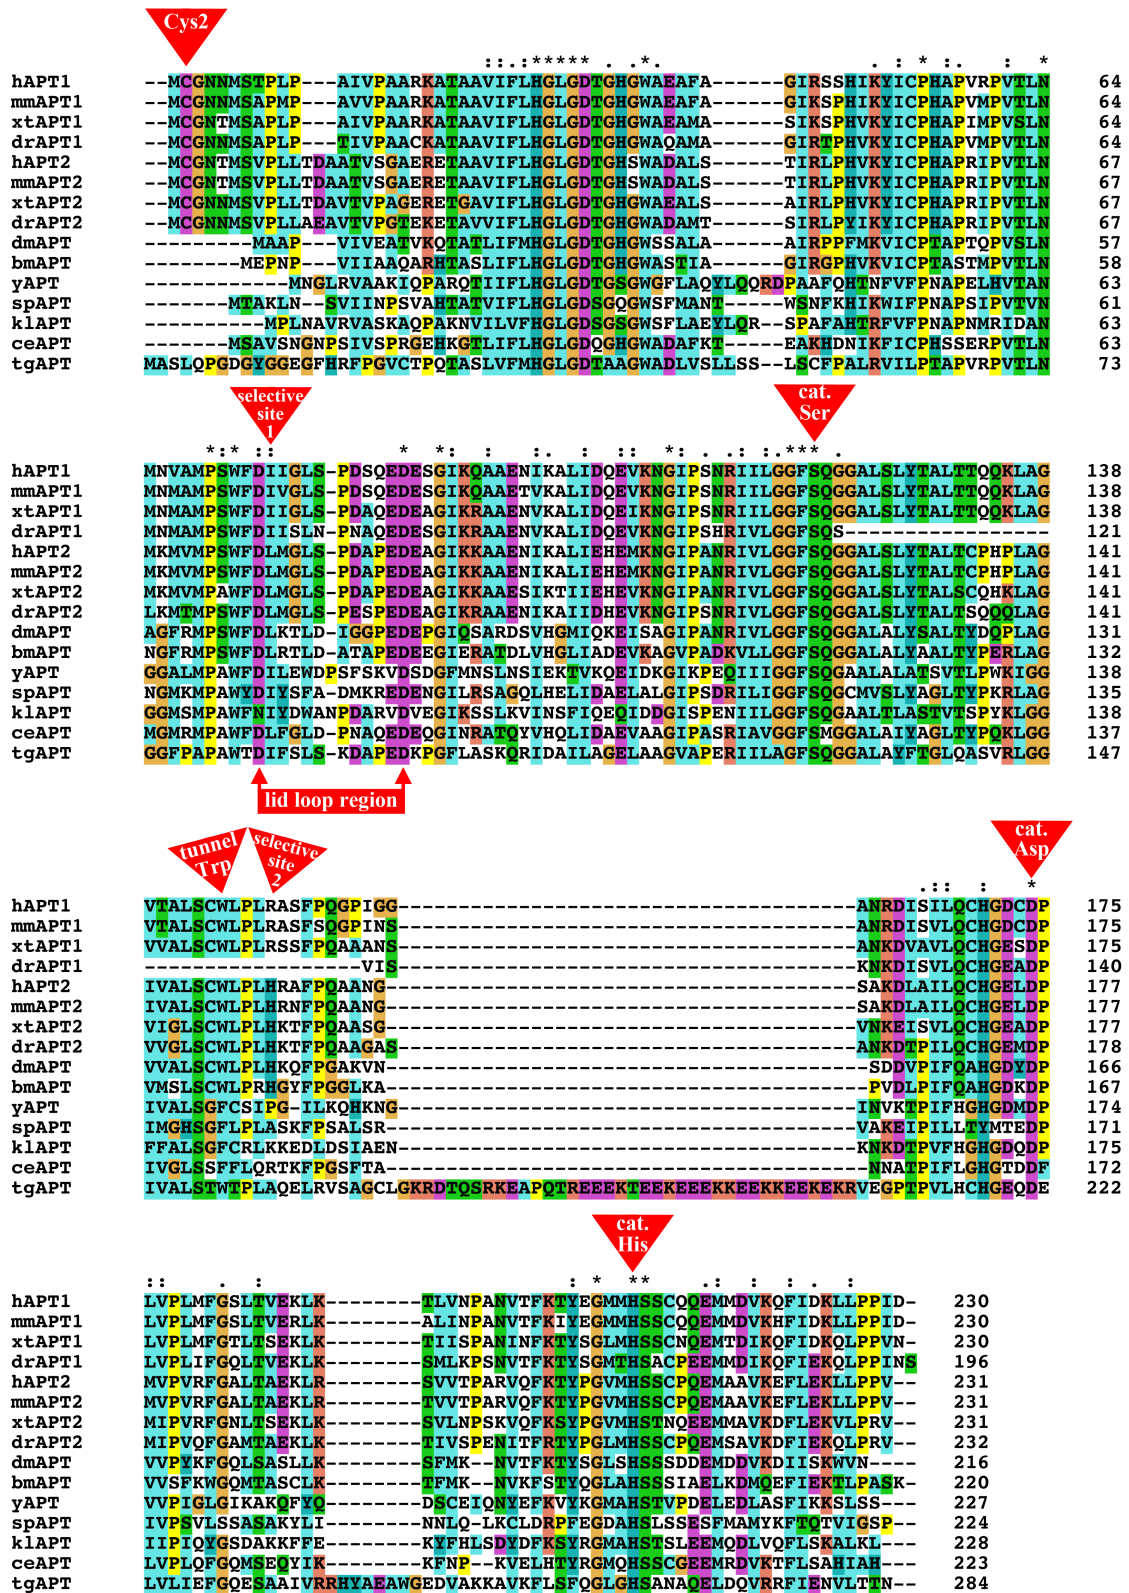 Cys2
::.:*****.. .*. . : * : . : *
hAPT1 --MCGNNMSTPLP---AIVPAARKATAAVIFLHGLGDTGHGWAEAFA------GIRSSHIKYICPHAPVRPVTLN 64
mmAPT1 --MCGNNMSAPMP---AVVPAARKATAAVIFLHGLGDTGHGWAEAFA------GIKSPHIKYICPHAPVMPVTLN 64
xtAPT1 --MCGNTMSAPLP---AIVPAARKATAAVIFLHGLGDTGHGWAEAMA------SIKSPHVKYICPHAPIMPVSLN 64
drAPT1 --MCGNNMSAPLP---TIVPAACKATAAVIFLHGLGDTGHGWAQAMA------GIRTPHVKYICPHAPVMPVTLN 64
hAPT2 --MCGNTMSVPLLTDAATVSGAERETAAVIFLHGLGDTGHSWADALS------TIRLPHVKYICPHAPRIPVTLN 67
mmAPT2 --MCGNTMSVPLLTDAATVSGAERETAAVIFLHGLGDTGHSWADALS------TIRLPHVKYICPHAPRIPVTLN 67
xtAPT2 --MCGNTMSVPLLTDAVTVPAGERETGAVIFLHGLGDTGHGWAEALS------AIRLPHVKYICPHAPRIPVTLN 67
drAPT2 --MCGNNMSVPLLAEAVTVPGTEKETAVVIFLHGLGDTGHGWADAMT------SIRLPYIKYICPHAPRIPVTLN 67
dmAPT ---------MAAP---VIVEATVKQTATLIFMHGLGDTGHGWSSALA------AIRPPFMKVICPTAPTQPVSLN 57
bmAPT --------MEPNP---VIIAAQARHTASLIFLHGLGDTGHGWASTIA------GIRGPHVKVICPTASTMPVTLN 58
yAPT ------------MNGLRVAAKIQPARQTIIFLHGLGDTGSGWGFLAQYLQQRDPAAFQHTNFVFPNAPELHVTAN 63
spAPT -------MTAKLN--SVIINPSVAHTATVIFLHGLGDSGQGWSFMANT-----WSNFKHIKWIFPNAPSIPVTVN 61
klAPT ----------MPLNAVRVASKAQPAKNVILVFHGLGDSGSGWSFLAEYLQR--SPAFAHTRFVFPNAPNMRIDAN 63
ceAPT -------MSAVSNGNPSIVSPRGEHKGTLIFLHGLGDQGHGWADAFKT-----EAKHDNIKFICPHSSERPVTLN 63
tgAPT MASLQPGDGYGGEGFHRFPGVCTPQTASLVFMHGLGDTAAGWADLVSLLSS--LSCFPALRVILPTAPVRPVTLN 73
selective
site
1
cat.
Ser
*:* :: * *: : .: :: *. .: ***.
hAPT1 MNVAMPSWFDIIGLS-PDSQEDESGIKQAAENIKALIDQEVKNGIPSNRIILGGFSQGGALSLYTALTTQQKLAG 138
mmAPT1 MNMAMPSWFDIVGLS-PDSQEDESGIKQAAETVKALIDQEVKNGIPSNRIILGGFSQGGALSLYTALTTQQKLAG 138
xtAPT1 MNMAMPSWFDIIGLS-PDAQEDESGIKRAAENVKALIDQEIKNGIPSNRIILGGFSQGGALSLYTALTTQQKLAG 138
drAPT1 MNMAMPSWFDIISLN-PNAQEDESGIKRAAENIKALIDQEVKNGIPSHRIILGGFSQS----------------- 121
hAPT2 MKMVMPSWFDLMGLS-PDAPEDEAGIKKAAENIKALIEHEMKNGIPANRIVLGGFSQGGALSLYTALTCPHPLAG 141
mmAPT2 MKMVMPSWFDLMGLS-PDAPEDEAGIKKAAENIKALIEHEMKNGIPANRIVLGGFSQGGALSLYTALTCPHPLAG 141
xtAPT2 MKMVMPAWFDLMGLS-PDAPEDEAGIKKAAESIKTIIEHEVKNGIPANRIVLGGFSQGGALSLYTALSCQHKLAG 141
drAPT2 LKMTMPSWFDLMGLS-PESPEDEAGIKRAAENIKAIIDHEVKNGIPSNRIVLGGFSQGGALSLYTALTSQQQLAG 141
dmAPT AGFRMPSWFDLKTLD-IGGPEDEPGIQSARDSVHGMIQKEISAGIPANRIVLGGFSQGGALALYSALTYDQPLAG 131
bmAPT NGFRMPSWFDLRTLD-ATAPEDEEGIERATDLVHGLIADEVKAGVPADKVLLGGFSQGGALALYAALTYPERLAG 132
yAPT GGALMPAWFDILEWDPSFSKVDSDGFMNSLNSIEKTVKQEIDKGIKPEQIIIGGFSQGAALALATSVTLPWKIGG 138
spAPT NGMKMPAWYDIYSFA-DMKREDENGILRSAGQLHELIDAELALGIPSDRILIGGFSQGCMVSLYAGLTYPKRLAG 135
klAPT GGMSMPAWFNIYDWANPDARVDVEGIKSSLKVINSFIQEQIDDGISPENIILGGFSQGAALTLASTVTSPYKLGG 138
ceAPT MGMRMPAWFDLFGLD-PNAQEDEQGINRATQYVHQLIDAEVAAGIPASRIAVGGFSMGGALAIYAGLTYPQKLGG 137
tgAPT GGFPAPAWTDIFSLS-KDAPEDKPGFLASKQRIDAILAGELAAGVAPERIILAGFSQGGALAYFTGLQASVRLGG 147
lid loop region
tunnel
Trp
selective
site
2
cat.
Asp
.:: : *
hAPT1 VTALSCWLPLRASFPQGPIGG--------------------------------------ANRDISILQCHGDCDP 175
mmAPT1 VTALSCWLPLRASFSQGPINS--------------------------------------ANRDISVLQCHGDCDP 175
xtAPT1 VVALSCWLPLRSSFPQAAANS--------------------------------------ANKDVAVLQCHGESDP 175
drAPT1 ------------------VIS--------------------------------------KNKDISVLQCHGEADP 140
hAPT2 IVALSCWLPLHRAFPQAANG---------------------------------------SAKDLAILQCHGELDP 177
mmAPT2 IVALSCWLPLHRNFPQAANG---------------------------------------SAKDLAILQCHGELDP 177
xtAPT2 VIGLSCWLPLHKTFPQAASG---------------------------------------VNKEISVLQCHGEADP 177
drAPT2 VVGLSCWLPLHKTFPQAAGAS--------------------------------------ANKDTPILQCHGEMDP 178
dmAPT VVALSCWLPLHKQFPGAKVN----------------------------------------SDDVPIFQAHGDYDP 166
bmAPT VMSLSCWLPRHGYFPGGLKA----------------------------------------PVDLPIFQAHGDKDP 167
yAPT IVALSGFCSIPG-ILKQHKNG--------------------------------------INVKTPIFHGHGDMDP 174
spAPT IMGHSGFLPLASKFPSALSR---------------------------------------VAKEIPILLTYMTEDP 171
klAPT FFALSGFCRLKKEDLDSIAEN--------------------------------------KNKDTPVFHGHGDQDP 175
ceAPT IVGLSSFFLQRTKFPGSFTA----------------------------------------NNATPIFLGHGTDDF 172
tgAPT IVALSTWTPLAQELRVSAGCLGKRDTQSRKEAPQTREEEKTEEKEEEKKEEKKEEKEKRVEGPTPVLHCHGEQDE 222
cat.
His
:: . : : * ** .: : : . :
hAPT1 LVPLMFGSLTVEKLK--------TLVNPANVTFKTYEGMMHSSCQQEMMDVKQFIDKLLPPID- 230
mmAPT1 LVPLMFGSLTVERLK--------ALINPANVTFKIYEGMMHSSCQQEMMDVKHFIDKLLPPID- 230
xtAPT1 LVPLMFGTLTSEKLK--------TIISPANINFKTYSGLMHSSCNQEMTDIKQFIDKQLPPVN- 230
drAPT1 LVPLIFGQLTVEKLK--------SMLKPSNVTFKTYSGMTHSACPEEMMDIKQFIEKQLPPINS 196
hAPT2 MVPVRFGALTAEKLR--------SVVTPARVQFKTYPGVMHSSCPQEMAAVKEFLEKLLPPV-- 231
mmAPT2 MVPVRFGALTAEKLR--------TVVTPARVQFKTYPGVMHSSCPQEMAAVKEFLEKLLPPV-- 231
xtAPT2 MIPVRFGNLTSEKLK--------SVLNPSKVQFKSYPGVMHSTNQEEMMAVKDFLEKVLPRV-- 231
drAPT2 MIPVQFGAMTAEKLK--------TIVSPENITFRTYPGLMHSSCPQEMSAVKDFIEKQLPRV-- 232
dmAPT VVPYKFGQLSASLLK--------SFMK--NVTFKTYSGLSHSSSDDEMDDVKDIISKWVN---- 216
bmAPT VVSFKWGQMTASCLK--------TFMK--NVKFSTYQGLAHSSSIAELKDMQEFIEKTLPASK- 220
yAPT VVPIGLGIKAKQFYQ--------DSCEIQNYEFKVYKGMAHSTVPDELEDLASFIKKSLSS--- 227
spAPT IVPSVLSSASAKYLI--------NNLQ-LKCLDRPFEGDAHSLSSESFMAMYKFTQTVIGSP-- 224
klAPT IIPIQYGSDAKKFFE--------KYFHLSDYDFKSYRGMAHSTSLEEMQDLVQFLSKALKL--- 228
ceAPT LVPLQFGQMSEQYIK--------KFNP--KVELHTYRGMQHSSCGEEMRDVKTFLSAHIAH--- 223
tgAPT LVLIEFGQESAAIVRRHYAEAWGEDVAKKAVKFLSFQGLGHSANAQELDQVRRFIENVLTTN-- 284